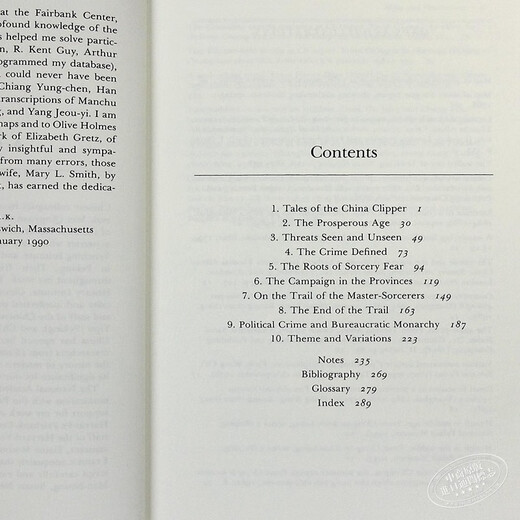 at the Fairbank Center,
ofound knowledge of the
s helped me solve partic-
n, R. Kent Guy, Arthur
ogrammed my database),
could never have been
Chiang Yung-chen, Han
ranscriptions of Manchu
g, and Yang Jeou-yi. I am
naps and to Olive Holmes
rk of Elizabeth Gretz, of
y insightful and sympa-
from many errors, those
wife, Mary L. Smith, by
t, has earned the dedica-
.K.
swich, Massachusetts
nuary 1990
Contents
1. Tales of the China Clipper 1
2. The Prosperous Age 30
3. Threats Seen and Unseen 49
4. The Crime Defined 73
5. The Roots of Sorcery Fear 94
6. The Campaign in the Provinces 119
7. On the Trail of the Master-Sorcerers 149
8. The End of the Trail 163
9. Political Crime and Bureaucratic Monarchy 187
10. Theme and Variations 223
Notes 235
Bibliography 269
Glossary 279
Index 289